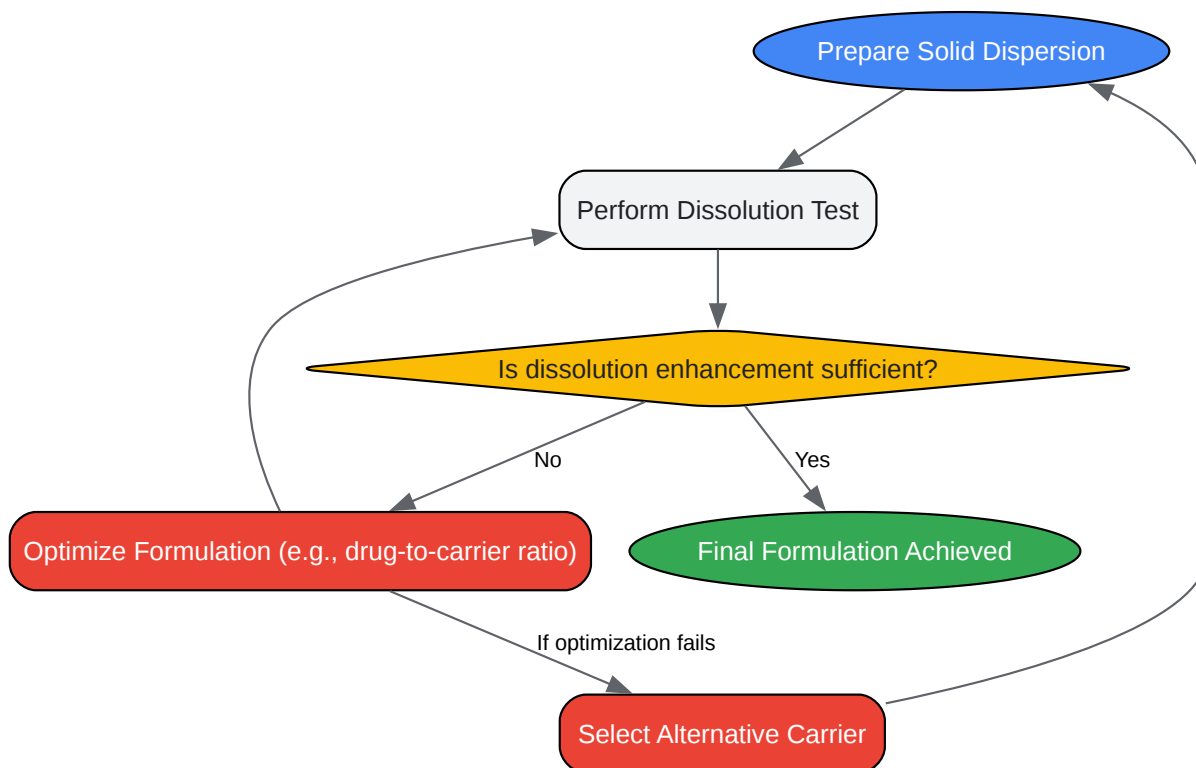 Prepare Solid Dispersion
Perform Dissolution Test
Is dissolution enhancement sufficient?
No
Yes
Optimize Formulation (e.g., drug-to-carrier ratio)
Final Formulation Achieved
If optimization fails
Select Alternative Carrier